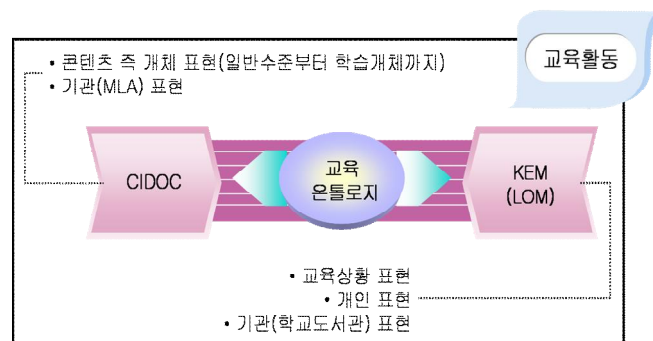 교육활동
• 콘텐츠 즉 개체 표현(일반수준부터 학습개체까지)
• 기관(MLA) 표현
CIDOC
교육
온톨로지
KEM
(LOM)
• 교육상황 표현
• 개인 표현
• 기관(학교도서관) 표현